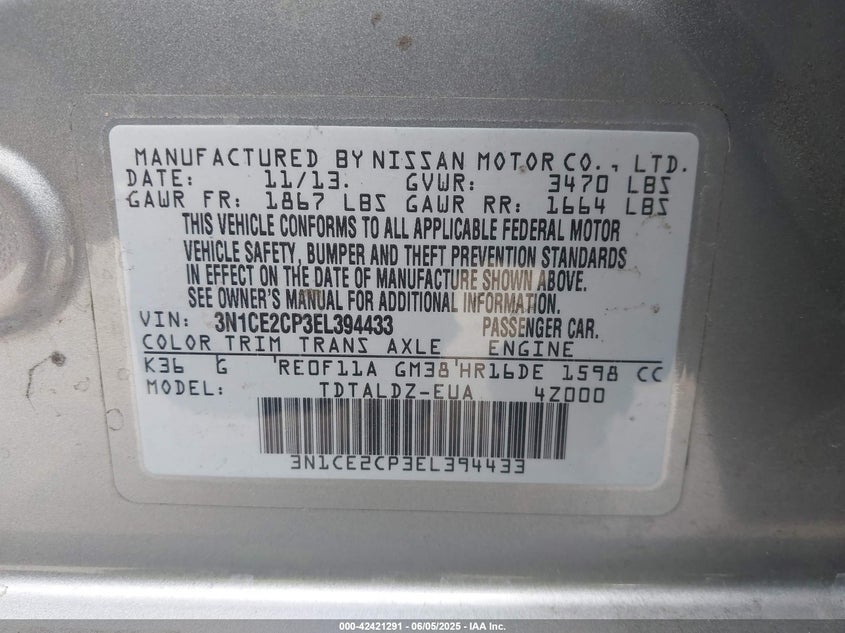 MANUFACTURED BY NISSAN MOTOR CO., LTD.
DATE: 11/13. GVWR: 3470 LBS
GAWR FR: 1867 LBS GAWR RR: 1664 LBS
THIS VEHICLE CONFORMS TO ALL APPLICABLE FEDERAL MOTOR
VEHICLE SAFETY, BUMPER AND THEFT PREVENTION STANDARDS
IN EFFECT ON THE DATE OF MANUFACTURE SHOWN ABOVE.
SEE OWNER'S MANUAL FOR ADDITIONAL INFORMATION.
VIN: 3N1CE2CP3EL394433 PASSENGER CAR.
COLOR TRIM TRANS AXLE ENGINE
K36 G 'RE0F11A GM38'HR16DE 1598 CC
MODEL: TDTALDZ-EUA 4Z000
3N1CE2CP3EL394433
000-42421291 - 06/05/2025 - IAA Inc.